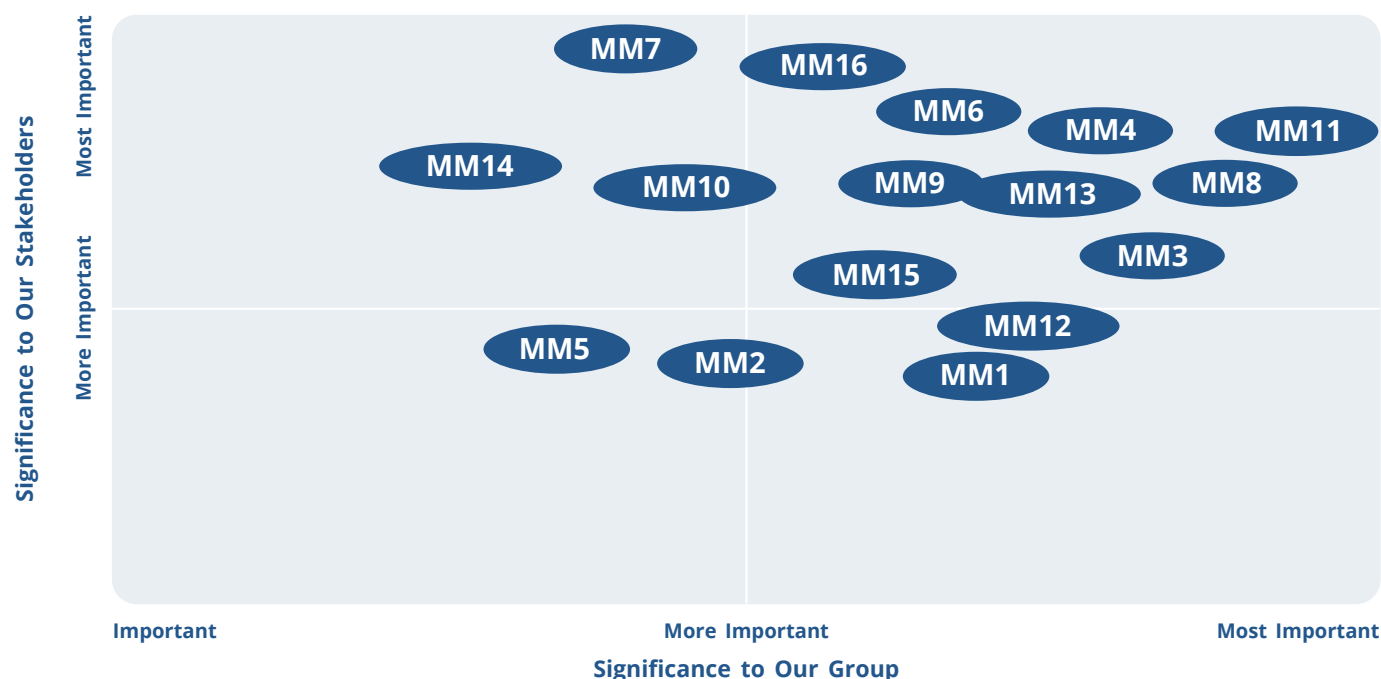 Significance to Our Stakeholders
Most Important
More Important
MM7
MM16
MM6
MM4
MM11
MM14
MM10
MM9
MM13
MM8
MM3
MM15
MM12
MM5
MM2
MM1
Important
More Important
Most Important
Significance to Our Group